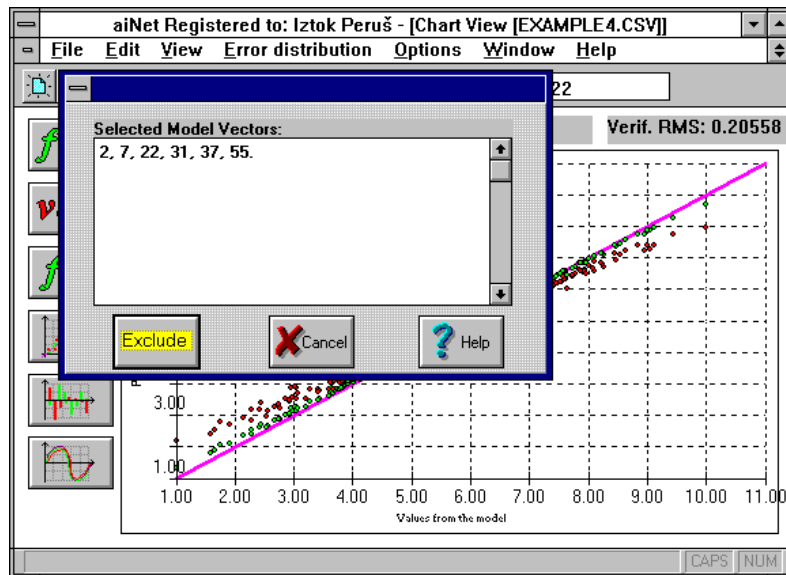 aiNet Registered to: Iztok Peruš - [Chart View [EXAMPLE4.CSV]]
File Edit View Error distribution Options Window Help
22
Selected Model Vectors:
Verif. RMS: 0.20558
2, 7, 22, 31, 37, 55.
Exclude
Cancel
Help
3.00
1.00
1.00 2.00 3.00 4.00 5.00 6.00 7.00 8.00 9.00 10.00 11.00
Values from the model
CAPS NUM